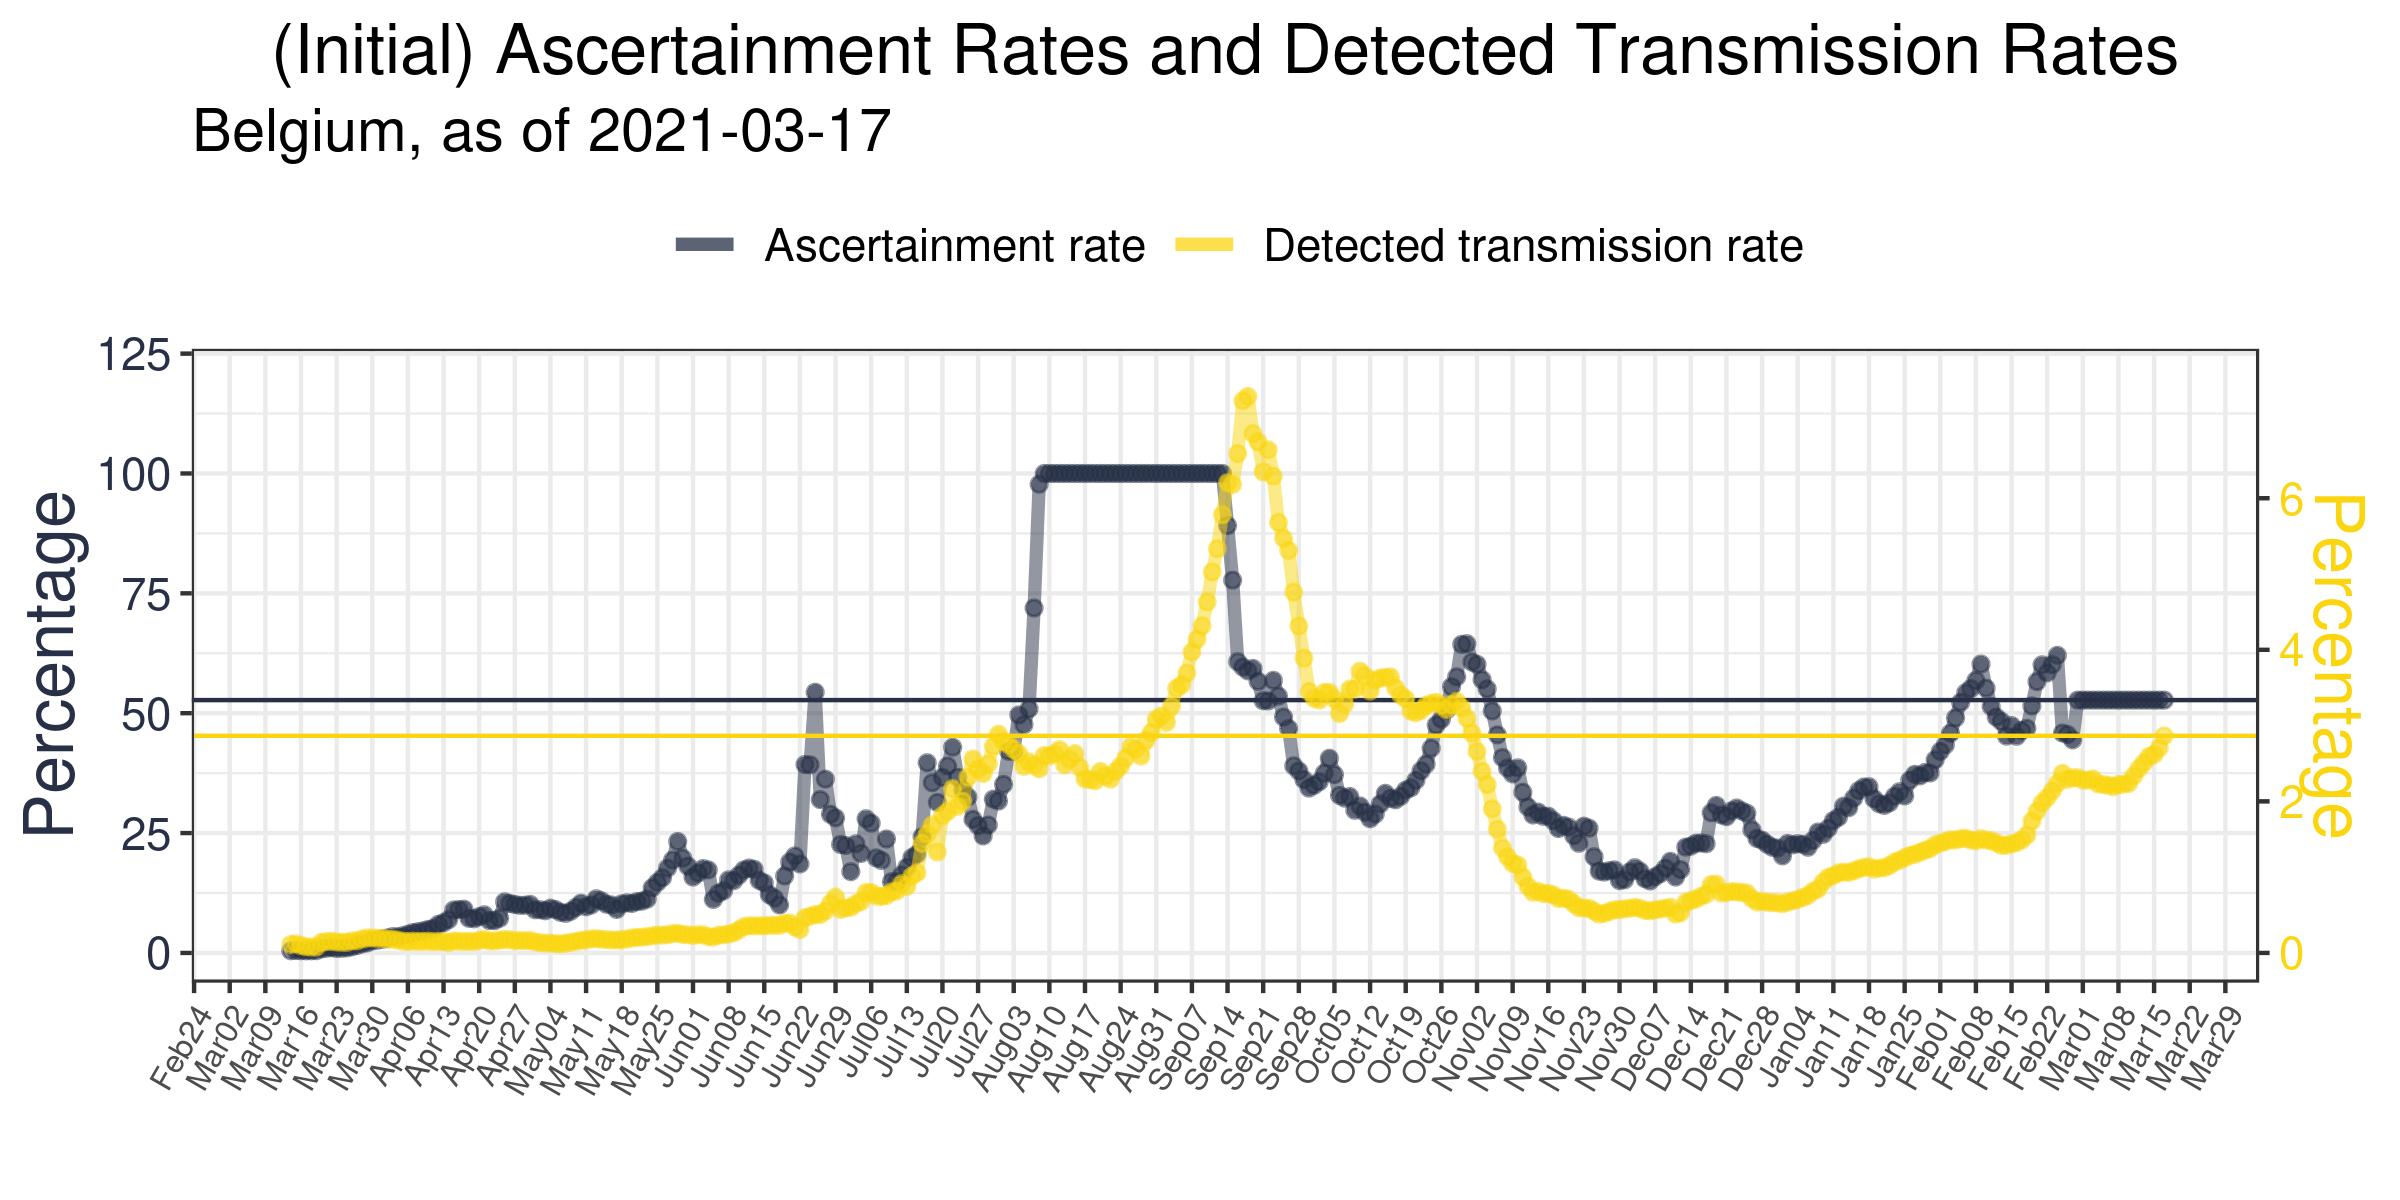 (Initial) Ascertainment Rates and Detected Transmission Rates
Belgium, as of 2021-03-17
Ascertainment rate
Detected transmission rate
Percentage
125
100
75
50
25
0
6
4
2
0
Percentage
Feb24
Mar02
Mar09
Mar16
Mar23
Mar30
Apr06
Apr13
Apr20
Apr27
May04
May11
May18
May25
Jun01
Jun08
Jun15
Jun22
Jun29
Jul06
Jul13
Jul20
Jul27
Aug03
Aug10
Aug17
Aug24
Aug31
Sep07
Sep14
Sep21
Sep28
Oct05
Oct12
Oct19
Oct26
Nov02
Nov09
Nov16
Nov23
Nov30
Dec07
Dec14
Dec21
Dec28
Jan04
Jan11
Jan18
Jan25
Feb01
Feb08
Feb15
Feb22
Mar01
Mar08
Mar15
Mar22
Mar29